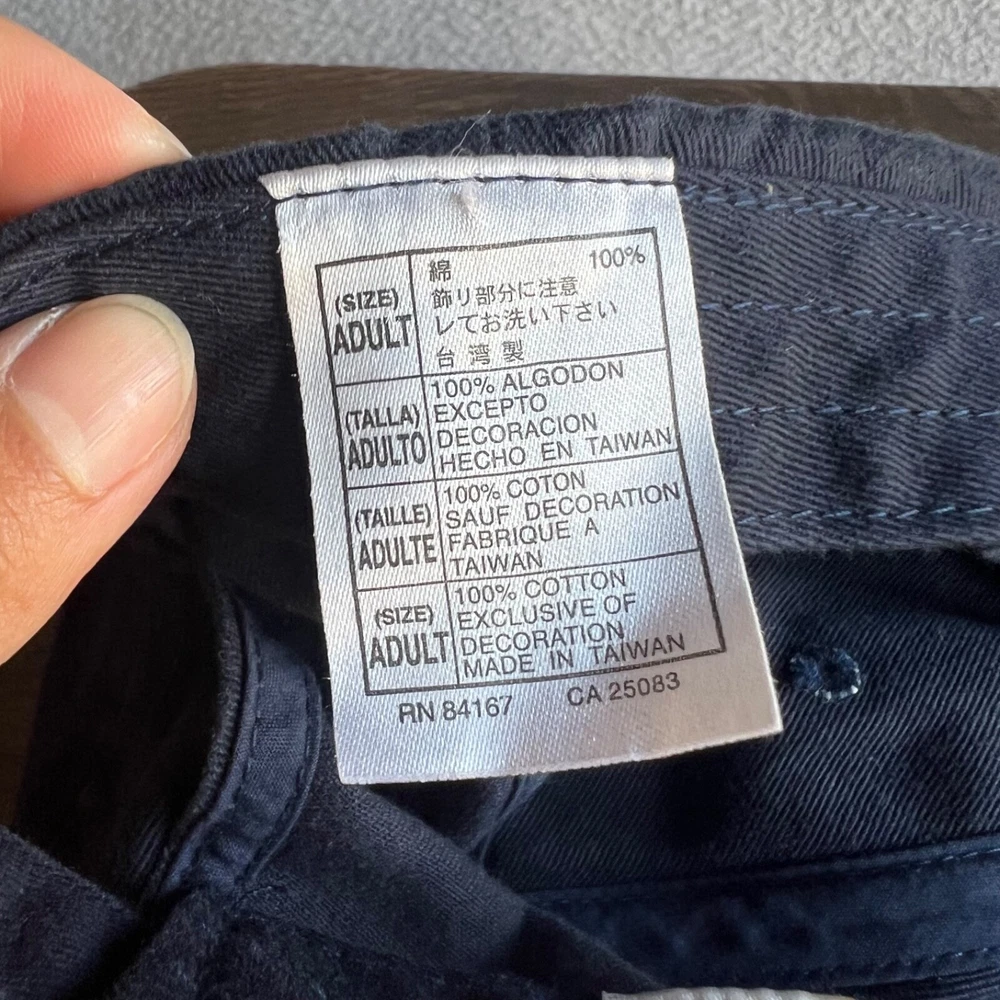 (SIZE)
ADULT
綿 100%
飾り部分に注意
レてお洗い下さい
台湾製
(TALLA)
ADULTO
100% ALGODON
EXCEPTO
DECORACION
HECHO EN TAIWAN
(TAILLE)
ADULTE
100% COTON
SAUF DECORATION
FABRIQUE A
TAIWAN
(SIZE)
ADULT
100% COTTON
EXCLUSIVE OF
DECORATION
MADE IN TAIWAN
RN 84167 CA 25083